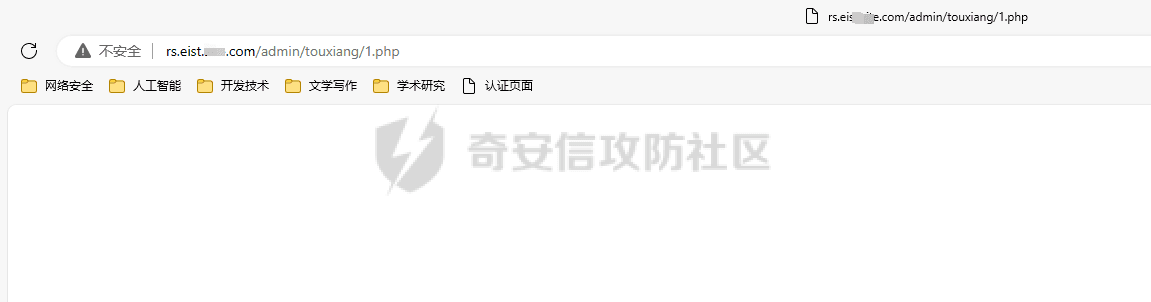 rs.eis te.com/admin/touxiang/1.php
不安全 rs.eist. .com/admin/touxiang/1.php
网络安全 人工智能 开发技术 文学写作 学术研究 认证页面
奇安信攻防社区